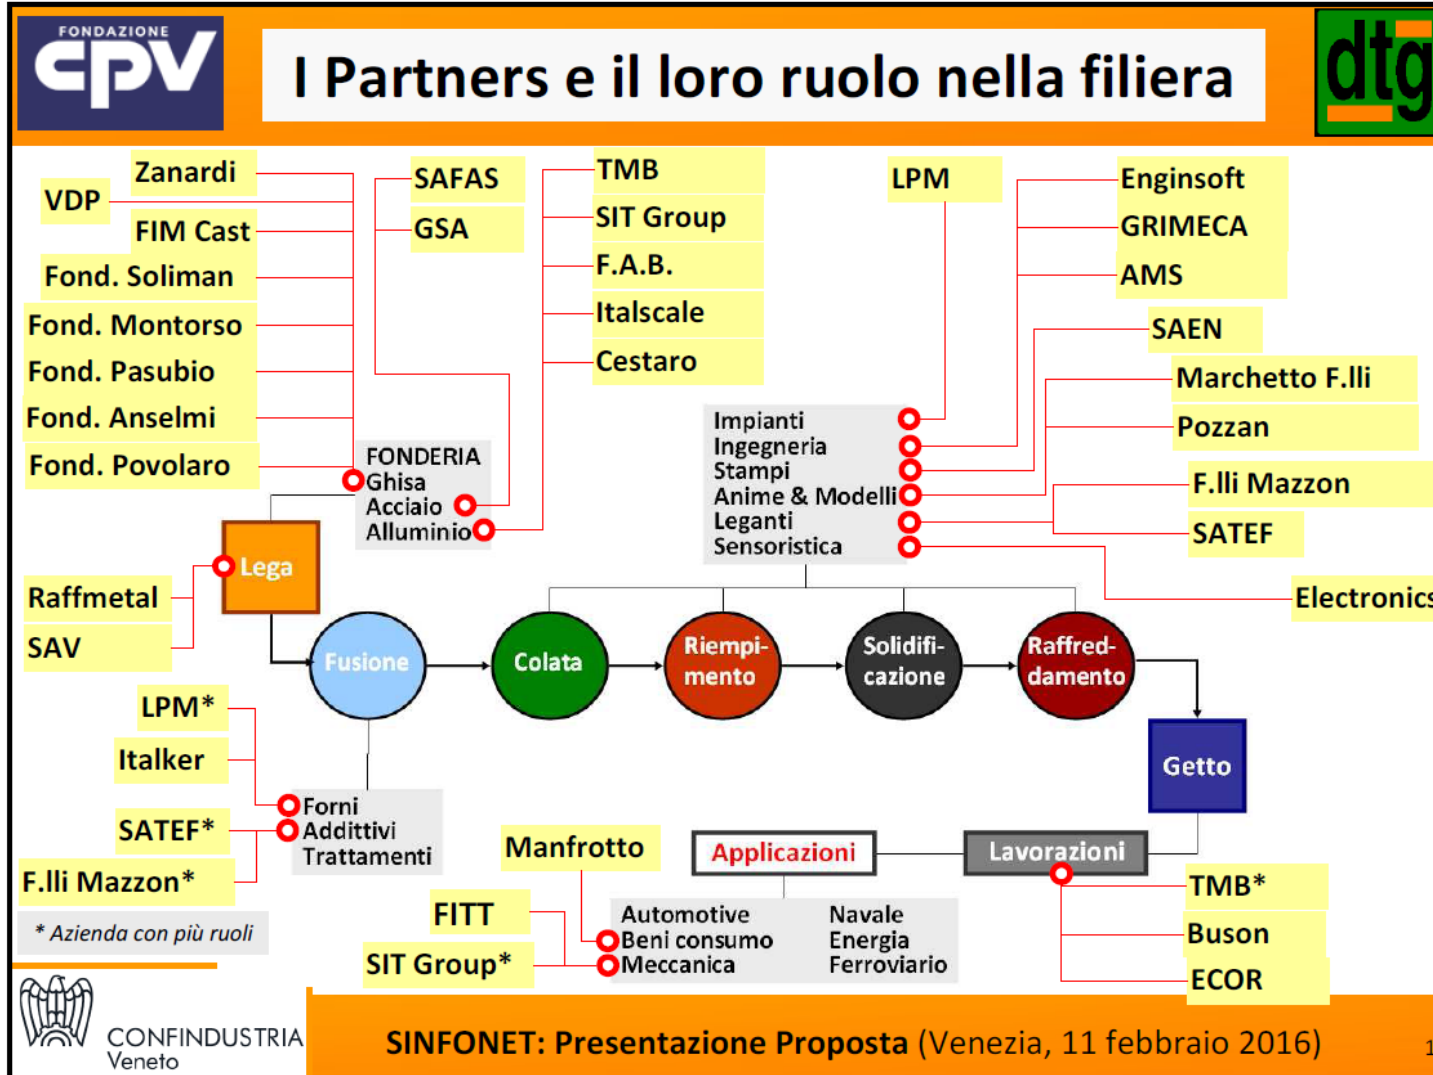 FONDAZIONE
CPV
I Partners e il loro ruolo nella filiera
dtg
Zanardi
VDP
FIM Cast
Fond. Soliman
Fond. Montorso
Fond. Pasubio
Fond. Anselmi
Fond. Povolaro
SAFAS
GSA
TMB
SIT Group
F.A.B.
Italscale
Cestaro
LPM
Enginsoft
GRIMECA
AMS
SAEN
Marchetto F.lli
Pozzan
F.lli Mazzon
SATEF
Electronics
FONDERIA
Ghisa
Acciaio
Alluminio
Impianti
Ingegneria
Stampi
Anime & Modelli
Leganti
Sensoristica
Lega
Raffmetal
SAV
Fusione
Colata
Riempi-
mento
Solidifi-
cazione
Raffred-
damento
Getto
LPM*
Italker
SATEF*
F.lli Mazzon*
Forni
Addittivi
Trattamenti
* Azienda con più ruoli
Manfrotto
FITT
SIT Group*
Applicazioni
Lavorazioni
Automotive
Beni consumo
Meccanica
Navale
Energia
Ferroviario
TMB*
Buson
ECOR
CONFINDUSTRIA
Veneto
SINFONET: Presentazione Proposta (Venezia, 11 febbraio 2016)
1